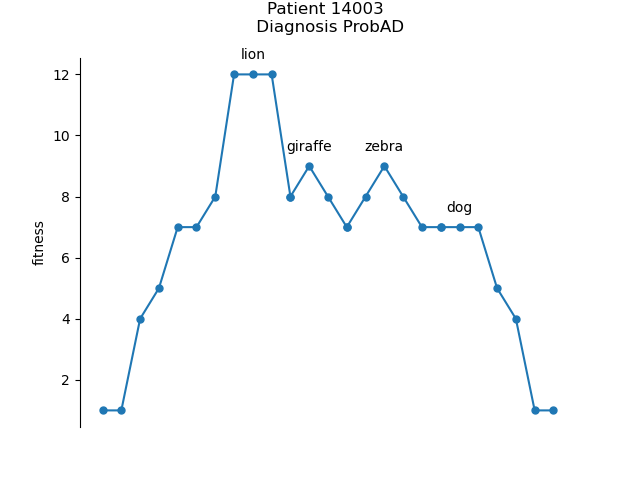 Patient 14003
Diagnosis ProbAD
lion
12
10
giraffe
zebra
8
dog
fitness
6
4
2